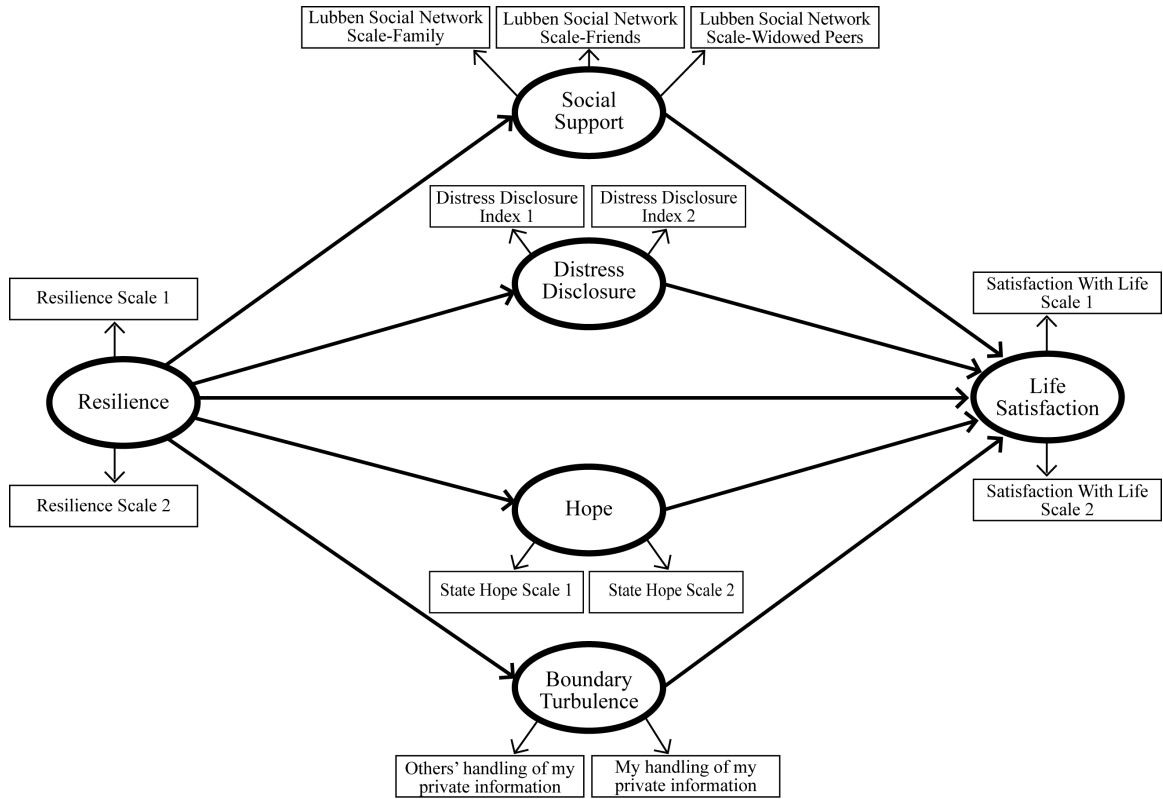 Lubben Social Network
Scale-Family
Lubben Social Network
Scale-Friends
Lubben Social Network
Scale-Widowed Peers
Social
Support
Distress Disclosure
Index 1
Distress Disclosure
Index 2
Distress
Disclosure
Resilience Scale 1
Resilience
Resilience Scale 2
Satisfaction With Life
Scale 1
Life
Satisfaction
Satisfaction With Life
Scale 2
Hope
State Hope Scale 1
State Hope Scale 2
Boundary
Turbulence
Others’ handling of my
private information
My handling of my
private information